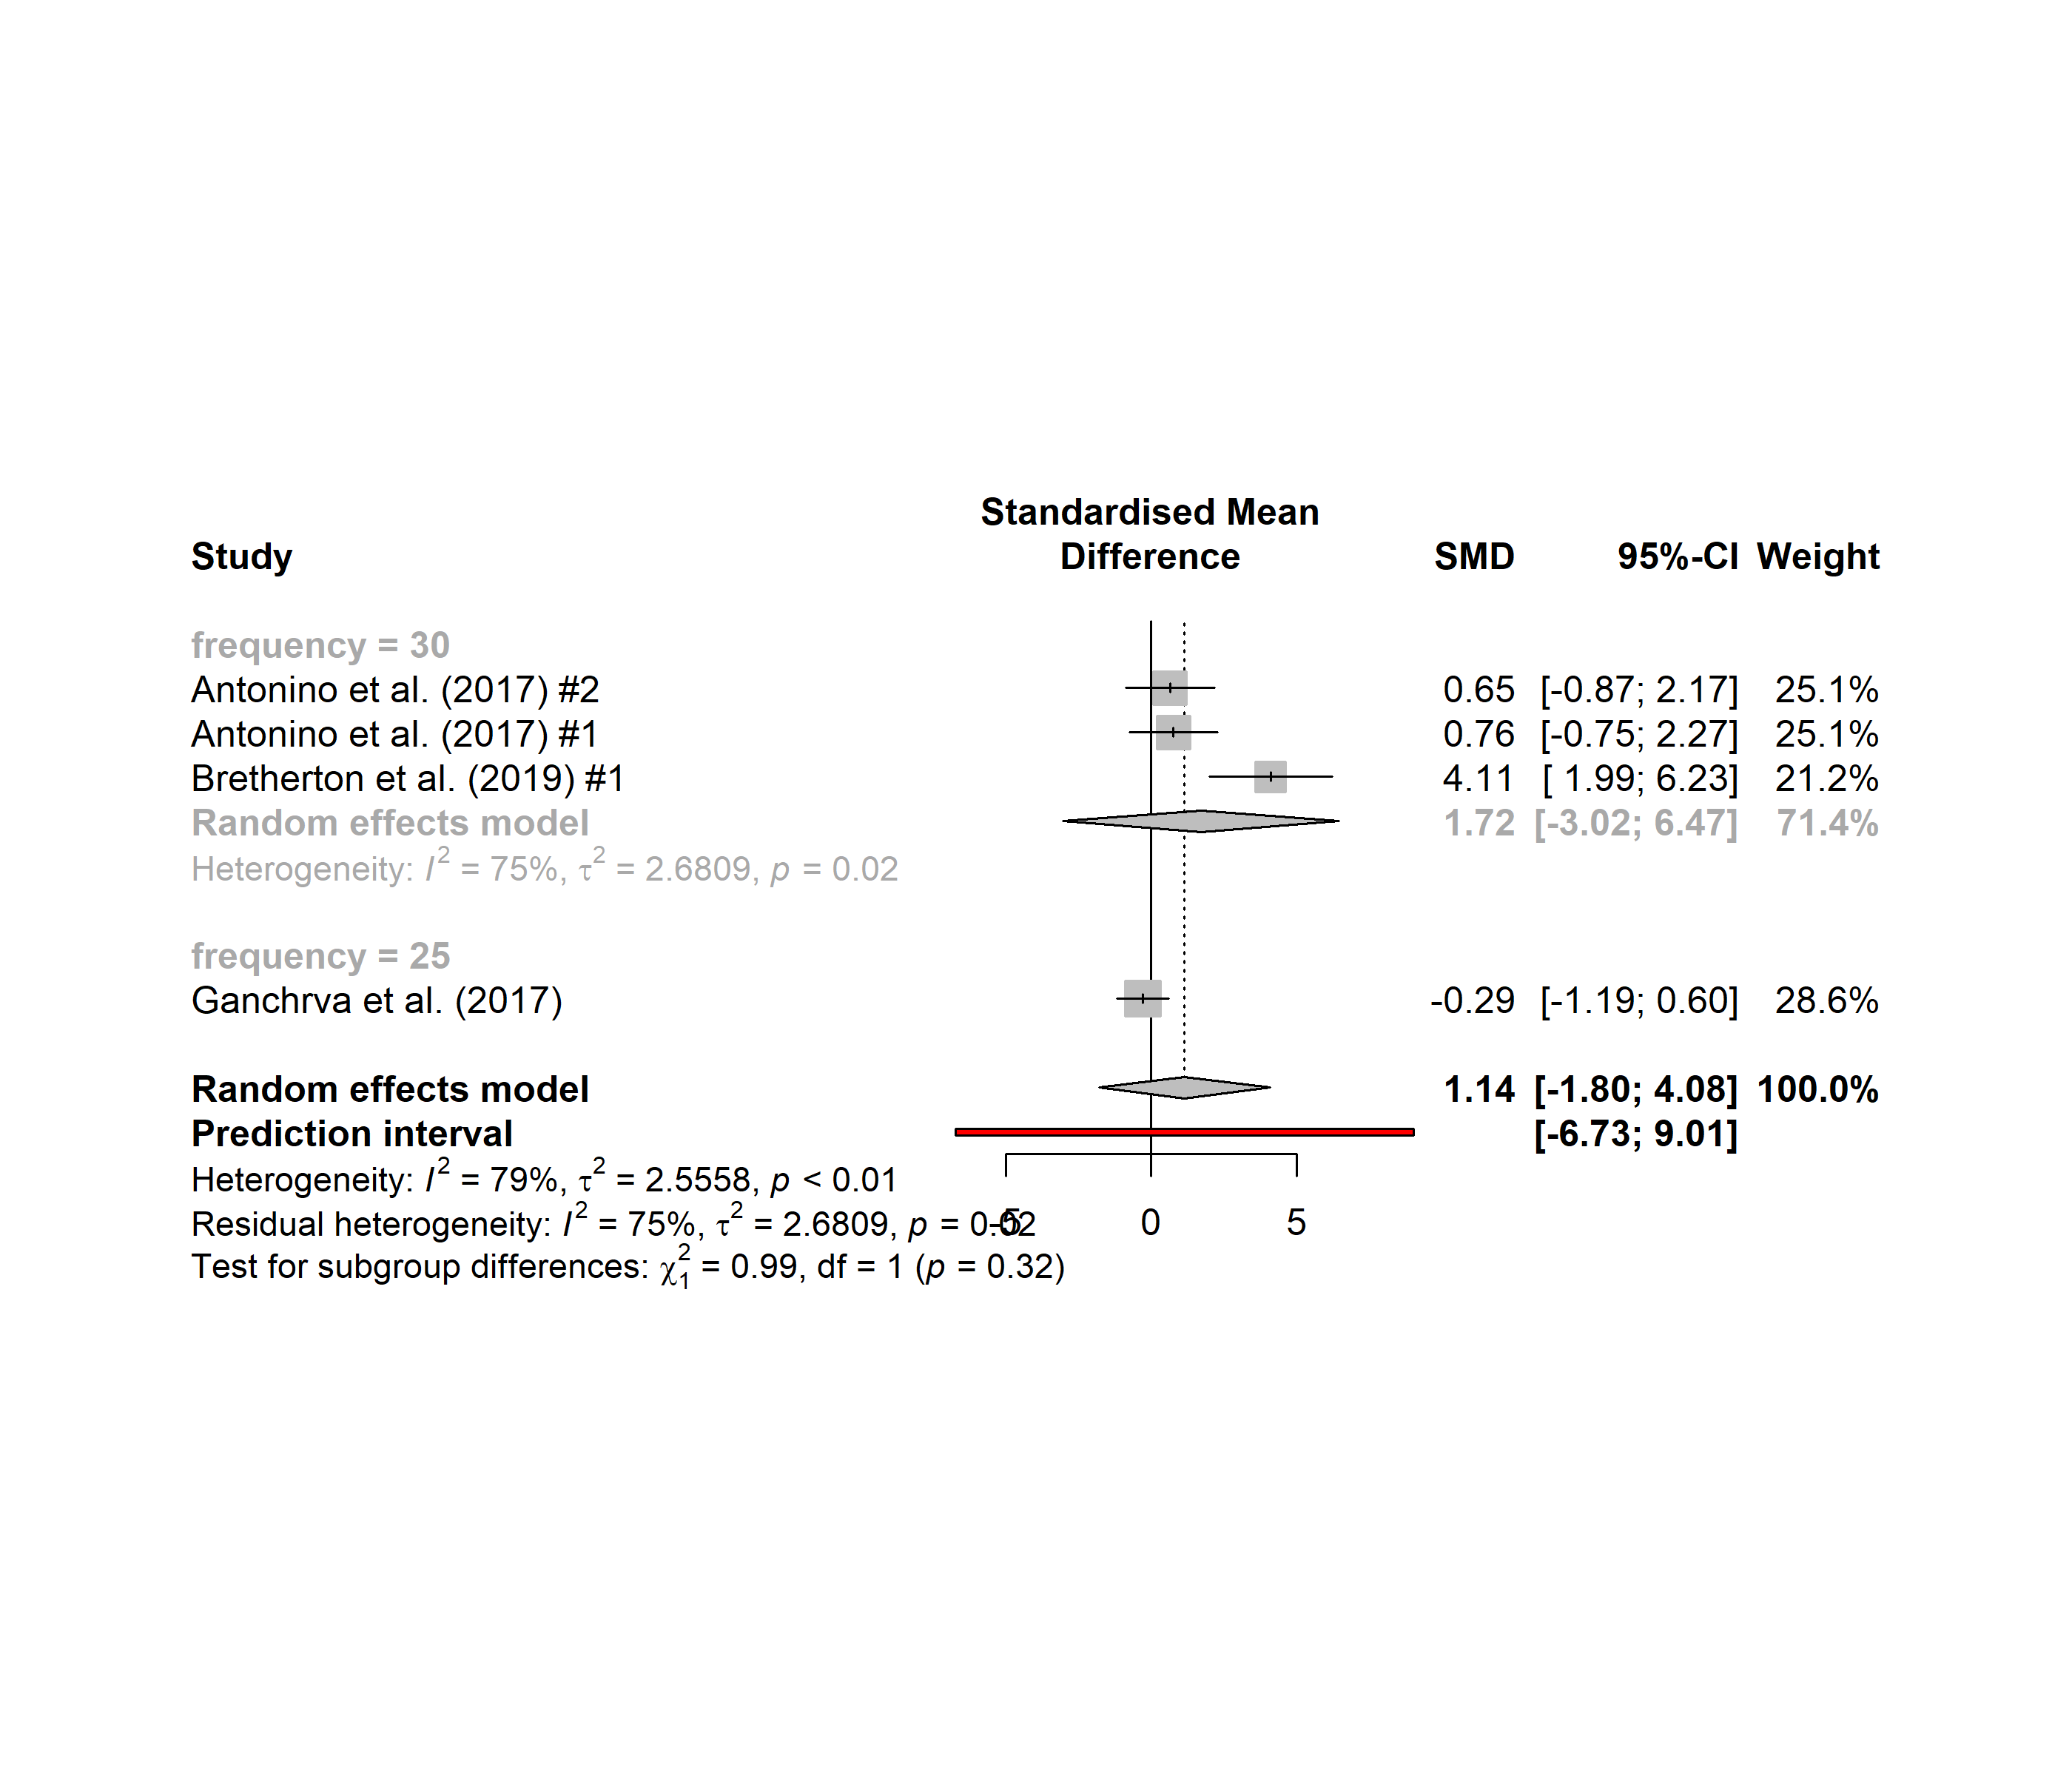 Standardised Mean
Study Difference SMD 95%-CI Weight
frequency = 30
Antonino et al. (2017) #2 0.65 [-0.87; 2.17] 25.1%
Antonino et al. (2017) #1 0.76 [-0.75; 2.27] 25.1%
Bretherton et al. (2019) #1 4.11 [ 1.99; 6.23] 21.2%
Random effects model 1.72 [-3.02; 6.47] 71.4%
Heterogeneity: I² = 75%, τ² = 2.6809, p = 0.02
frequency = 25
Ganchrva et al. (2017) -0.29 [-1.19; 0.60] 28.6%
Random effects model 1.14 [-1.80; 4.08] 100.0%
Prediction interval [-6.73; 9.01]
Heterogeneity: I² = 79%, τ² = 2.5558, p < 0.01
Residual heterogeneity: I² = 75%, τ² = 2.6809, p = 0.02 -5 0 5
Test for subgroup differences: χ²₁ = 0.99, df = 1 (p = 0.32)